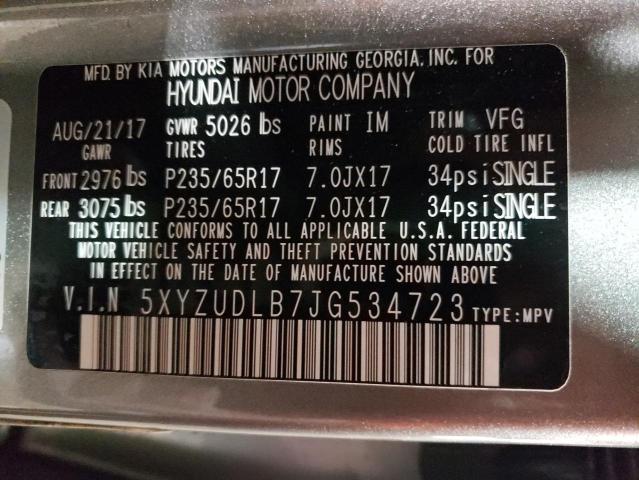 MFD. BY KIA MOTORS MANUFACTURING GEORGIA. INC. FOR
HYUNDAI MOTOR COMPANY
AUG/21/17 GVWR 5026 lbs PAINT IM TRIM VFG
GAWR TIRES RIMS COLD TIRE INFL
FRONT 2976 lbs P235/65R17 7.0JX17 34psi SINGLE
REAR 3075 lbs P235/65R17 7.0JX17 34psi SINGLE
THIS VEHICLE CONFORMS TO ALL APPLICABLE U.S.A. FEDERAL
MOTOR VEHICLE SAFETY AND THEFT PREVENTION STANDARDS
IN EFFECT ON THE DATE OF MANUFACTURE SHOWN ABOVE
V.I.N 5XYZUDLB7JG534723 TYPE:MPV